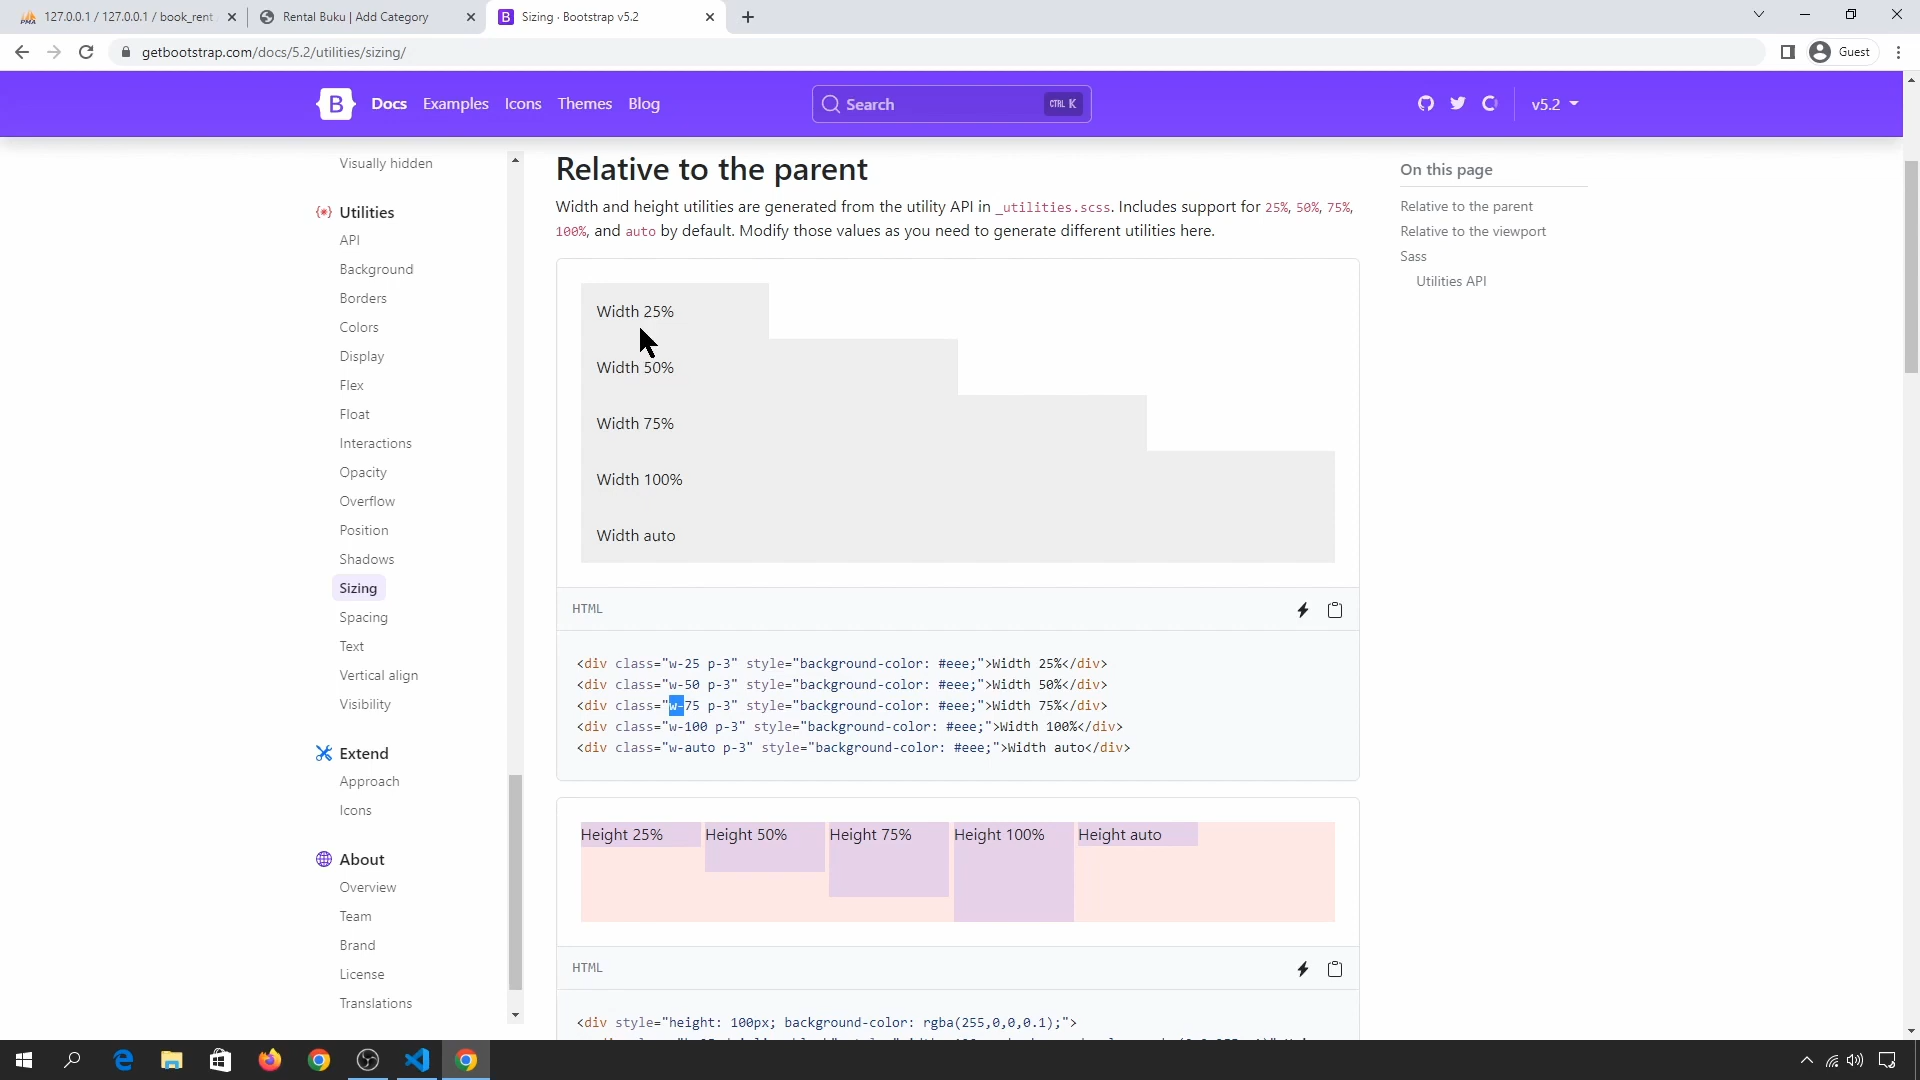 127.0.0.1 / 127.0.0.1 / book_rent
Rental Buku | Add Category
Sizing · Bootstrap v5.2
getbootstrap.com/docs/5.2/utilities/sizing/
Guest
B Docs Examples Icons Themes Blog
Search
CTRL K
v5.2
Visually hidden
Utilities
API
Background
Borders
Colors
Display
Flex
Float
Interactions
Opacity
Overflow
Position
Shadows
Sizing
Spacing
Text
Vertical align
Visibility
Extend
Approach
Icons
About
Overview
Team
Brand
License
Translations
Relative to the parent
Width and height utilities are generated from the utility API in _utilities.scss. Includes support for 25%, 50%, 75%,
100%, and auto by default. Modify those values as you need to generate different utilities here.
Width 25%
Width 50%
Width 75%
Width 100%
Width auto
HTML
<div class="w-25 p-3" style="background-color: #eee;">Width 25%</div>
<div class="w-50 p-3" style="background-color: #eee;">Width 50%</div>
<div class="w-75 p-3" style="background-color: #eee;">Width 75%</div>
<div class="w-100 p-3" style="background-color: #eee;">Width 100%</div>
<div class="w-auto p-3" style="background-color: #eee;">Width auto</div>
Height 25% Height 50% Height 75% Height 100% Height auto
HTML
<div style="height: 100px; background-color: rgba(255,0,0,0.1);">
On this page
Relative to the parent
Relative to the viewport
Sass
Utilities API